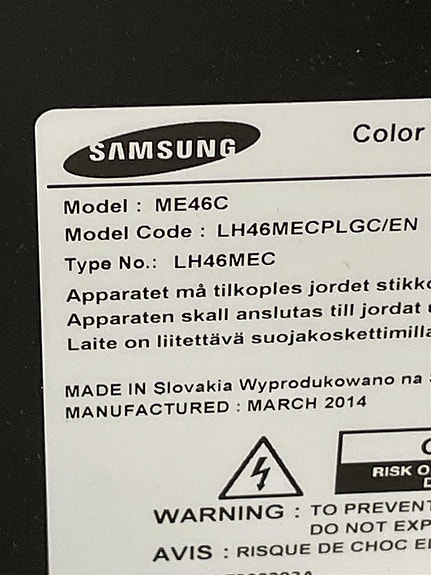 SAMSUNG
Color
Model : ME46C
Model Code : LH46MECPLGC/EN
Type No.: LH46MEC
Apparatet må tilkoples jordet
Apparaten skall anslutas till jordat
Laite on liitettävä
MADE IN Slovakia Wyprodukowano na
MANUFACTURED : MARCH 2014
RISK
WARNING : TO PREVENT
DO NOT
AVIS : RISQUE DE CHOC